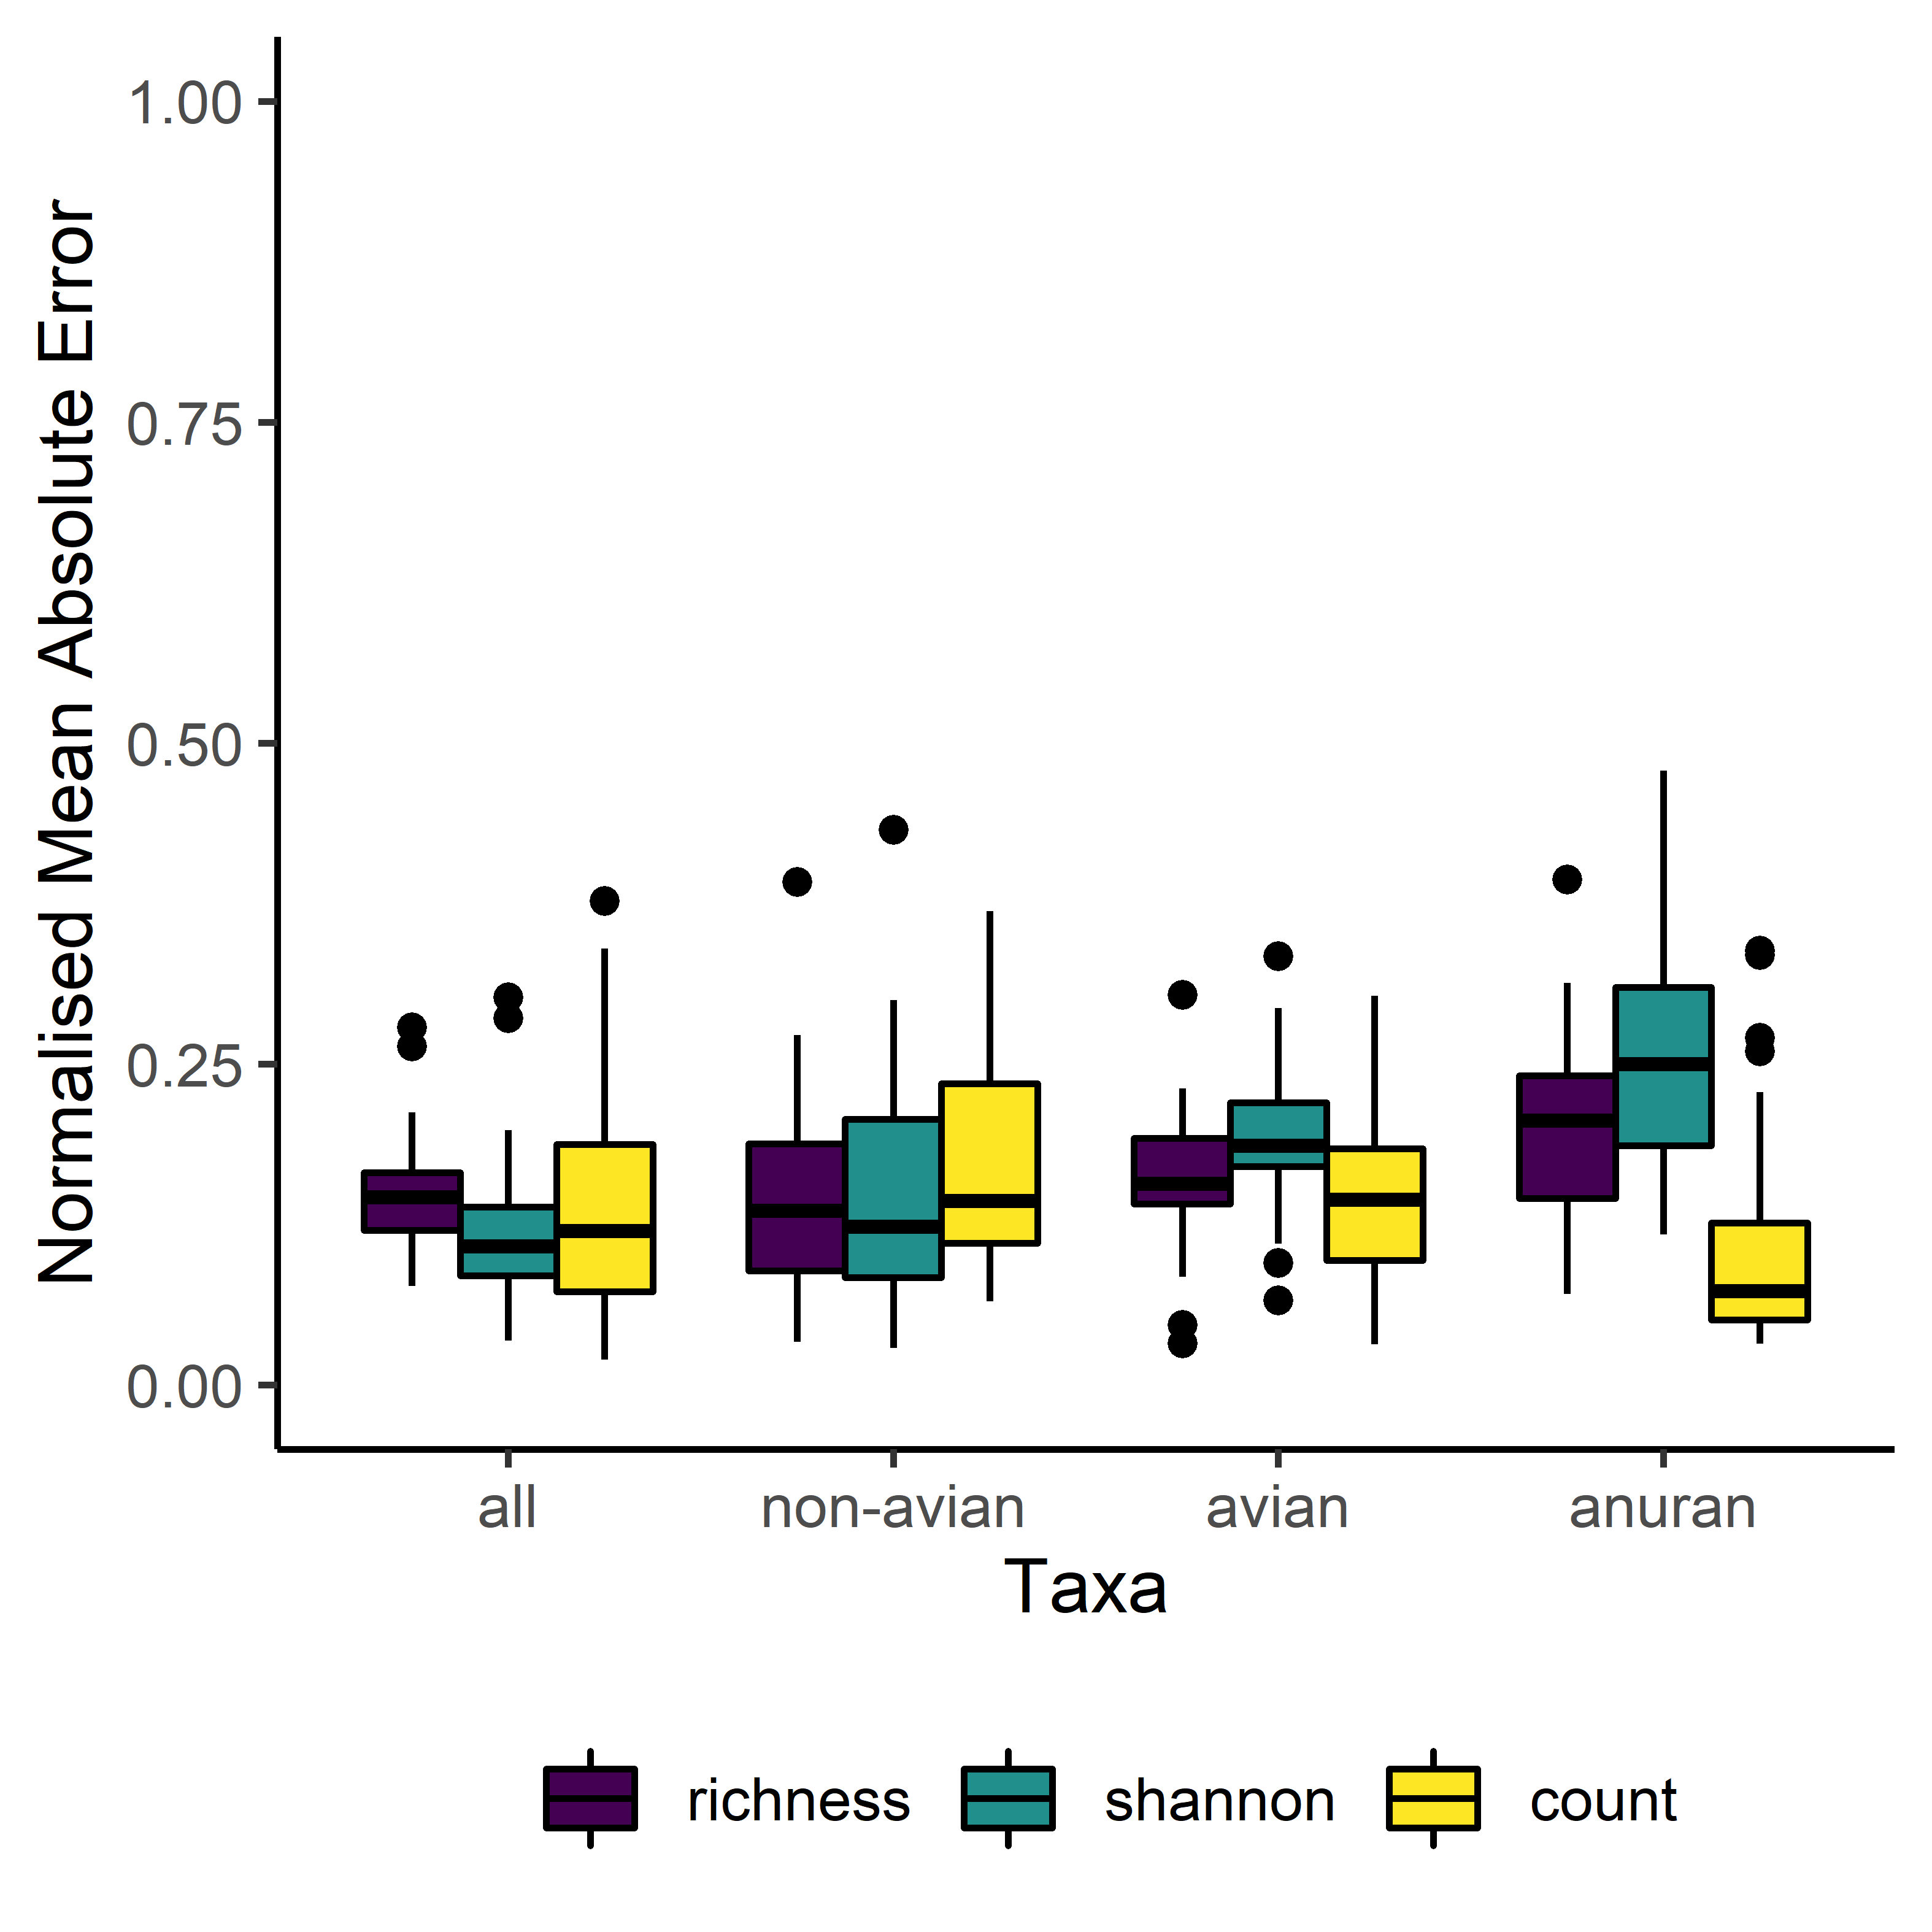 Normalised Mean Absolute Error
1.00
0.75
0.50
0.25
0.00
all non-avian avian anuran
Taxa
richness shannon count